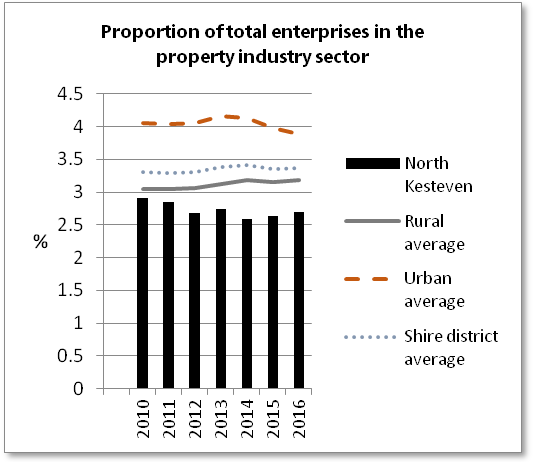 Proportion of total enterprises in the
property industry sector
4.5
4
3.5
3
2.5
2
1.5
1
0.5
0
%
2010
2011
2012
2013
2014
2015
2016
North
Kesteven
Rural
average
Urban
average
Shire district
average